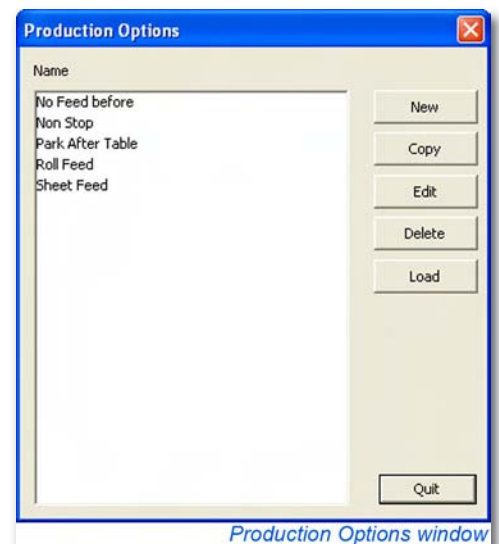 Production Options
Name
No Feed before
Non Stop
Park After Table
Roll Feed
Sheet Feed
New
Copy
Edit
Delete
Load
Quit
Production Options window